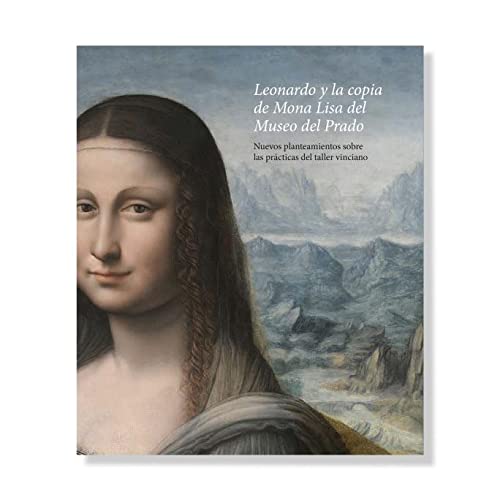 Leonardo y la copia
de Mona Lisa del
Museo del Prado
Nuevos planteamientos sobre
las prácticas del taller vinciano